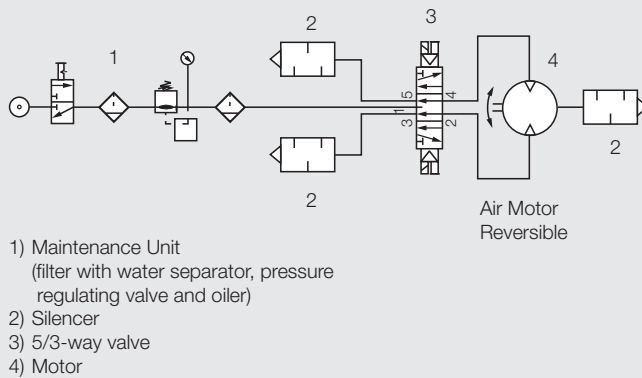 1
2
3
4
5
4
1
3
2
2
2
Air Motor
Reversible
1) Maintenance Unit
(filter with water separator, pressure
regulating valve and oiler)
2) Silencer
3) 5/3-way valve
4) Motor